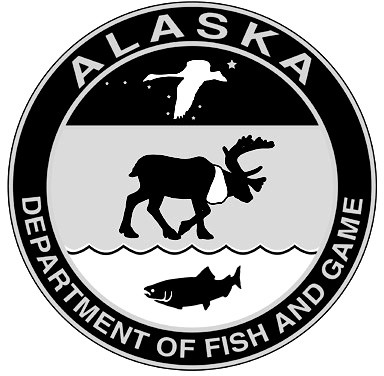 ALASKA
DEPARTMENT OF FISH AND GAME